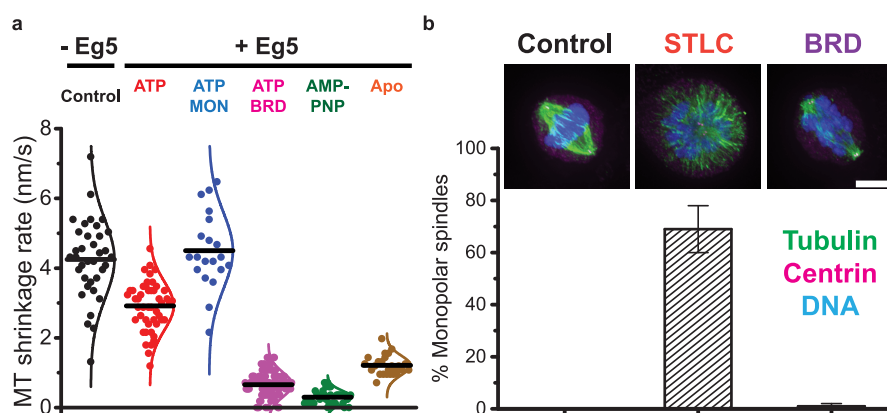 a
- Eg5
+ Eg5
Control
ATP
ATP
MON
ATP
BRD
AMP-
PNP
Apo
MT shrinkage rate (nm/s)
8
6
4
2
0
b
Control
STLC
BRD
% Monopolar spindles
100
80
60
40
20
0
Tubulin
Centrin
DNA